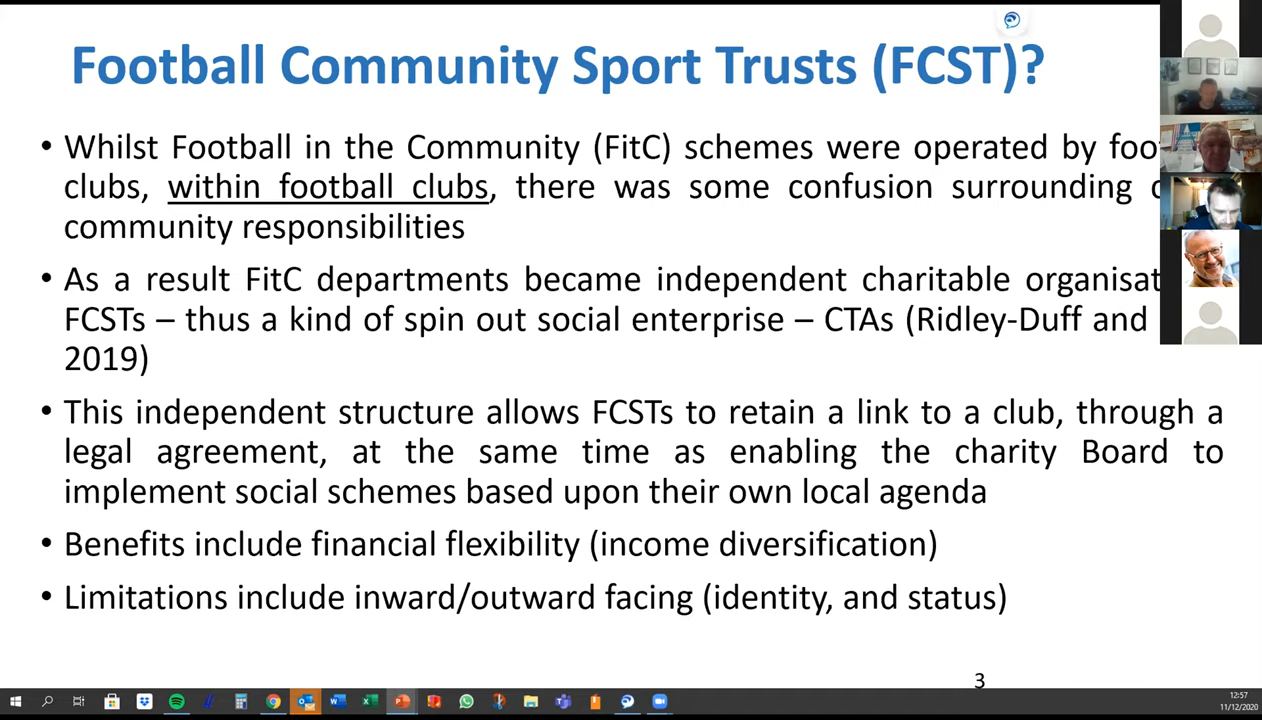 Football Community Sport Trusts (FCST)?
• Whilst Football in the Community (FitC) schemes were operated by
clubs, within football clubs, there was some confusion surrounding
community responsibilities
• As a result FitC departments became independent charitable
FCSTs – thus a kind of spin out social enterprise – CTAs (Ridley-Duff and
2019)
• This independent structure allows FCSTs to retain a link to a club, through a
legal agreement, at the same time as enabling the charity Board to
implement social schemes based upon their own local agenda
• Benefits include financial flexibility (income diversification)
• Limitations include inward/outward facing (identity, and status)
3
12:57
11/12/2020